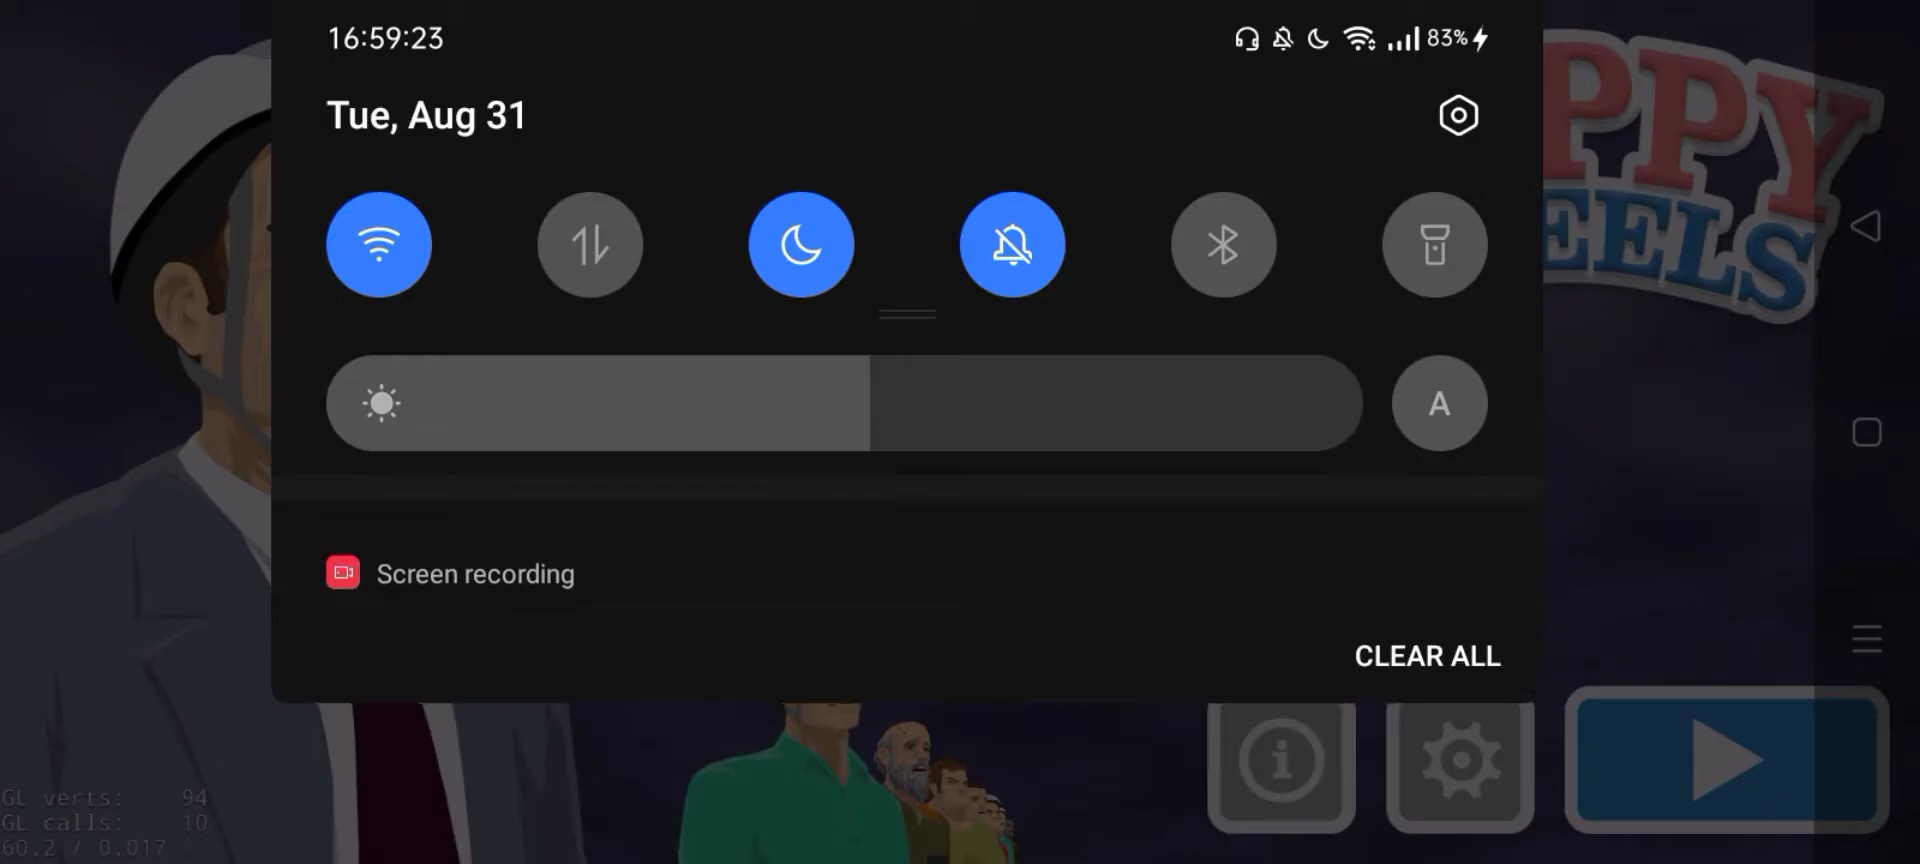 16:59:23
83%
Tue, Aug 31
A
Screen recording
CLEAR ALL
PPY
EELS
GL verts: 94
GL calls: 10
60.2 / 0.017